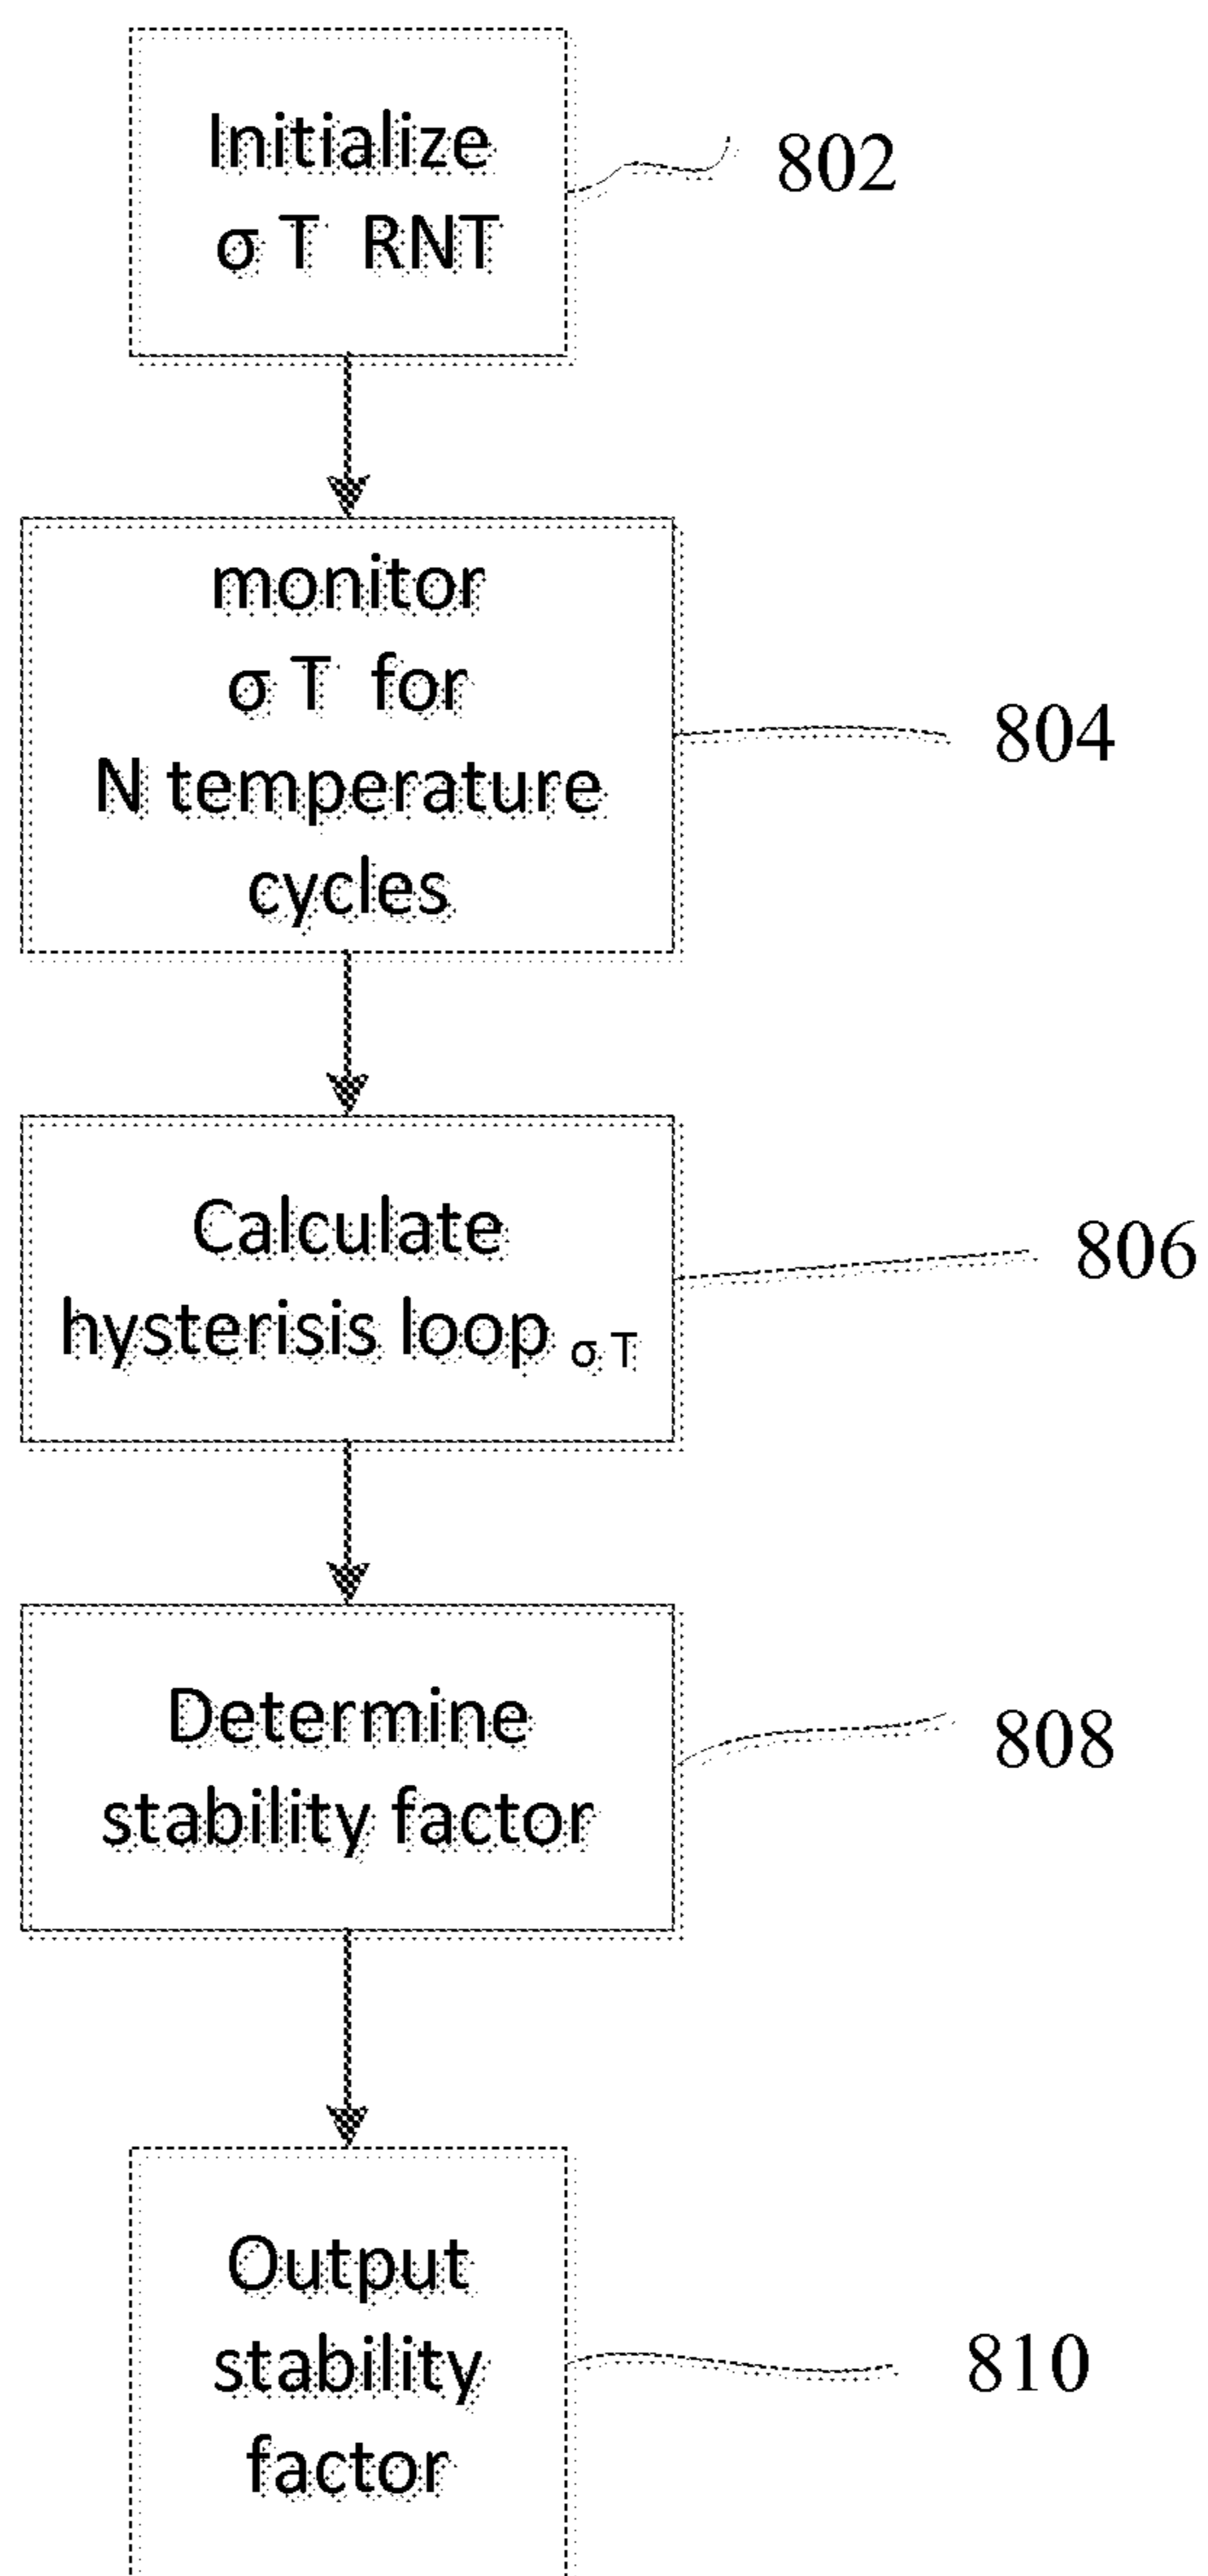 Initialize
σ T RNT
802
monitor
σ T for
N temperature
cycles
804
Calculate
hysterisis loop σ T
806
Determine
stability factor
808
Output
stability
factor
810